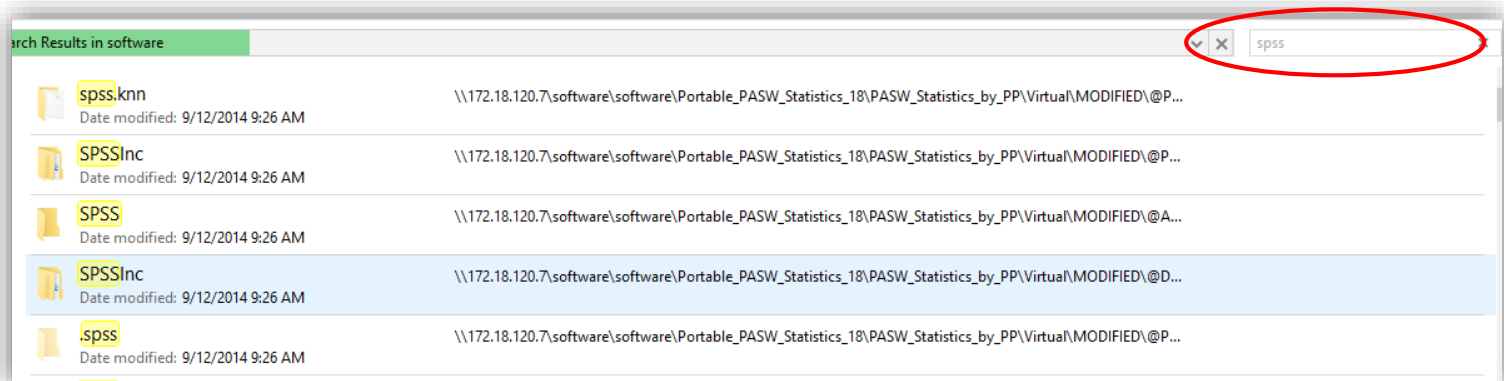 arch Results in software
spss
spss.knn
\\172.18.120.7\software\software\Portable_PASW_Statistics_18\PASW_Statistics_by_PP\Virtual\MODIFIED\@P...
Date modified: 9/12/2014 9:26 AM
SPSSInc
\\172.18.120.7\software\software\Portable_PASW_Statistics_18\PASW_Statistics_by_PP\Virtual\MODIFIED\@P...
Date modified: 9/12/2014 9:26 AM
SPSS
\\172.18.120.7\software\software\Portable_PASW_Statistics_18\PASW_Statistics_by_PP\Virtual\MODIFIED\@A...
Date modified: 9/12/2014 9:26 AM
SPSSInc
\\172.18.120.7\software\software\Portable_PASW_Statistics_18\PASW_Statistics_by_PP\Virtual\MODIFIED\@D...
Date modified: 9/12/2014 9:26 AM
.spss
\\172.18.120.7\software\software\Portable_PASW_Statistics_18\PASW_Statistics_by_PP\Virtual\MODIFIED\@P...
Date modified: 9/12/2014 9:26 AM